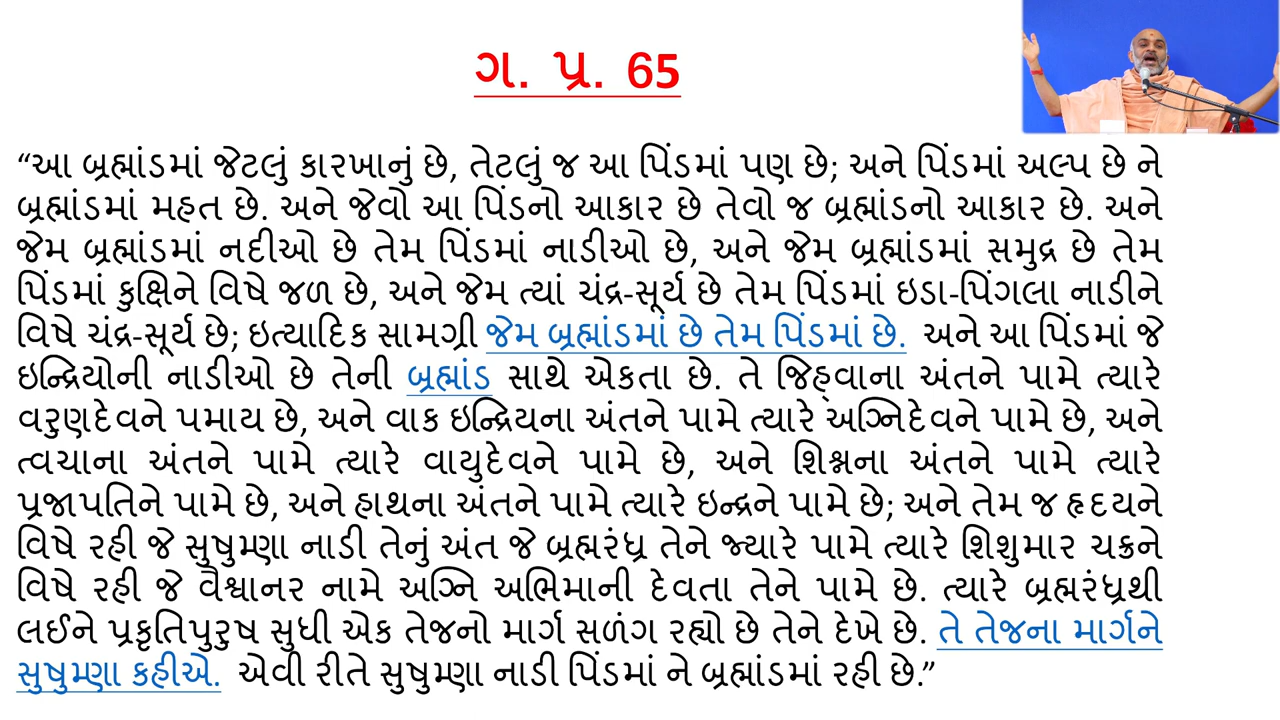 ગ. પ્ર. 65
“આ બ્રહ્માંડમાં જેટલું કારખાનું છે, તેટલું જ આ પિંડમાં પણ છે; અને પિંડમાં અલ્પ છે ને
બ્રહ્માંડમાં મહત છે. અને જેવો આ પિંડનો આકાર છે તેવો જ બ્રહ્માંડનો આકાર છે. અને
જેમ બ્રહ્માંડમાં નદીઓ છે તેમ પિંડમાં નાડીઓ છે, અને જેમ બ્રહ્માંડમાં સમુદ્ર છે તેમ
પિંડમાં કુક્ષિને વિષે જળ છે, અને જેમ ત્યાં ચંદ્ર-સૂર્ય છે તેમ પિંડમાં ઇડા-પિંગલા નાડીને
વિષે ચંદ્ર-સૂર્ય છે; ઇત્યાદિક સામગ્રી જેમ બ્રહ્માંડમાં છે તેમ પિંડમાં છે. અને આ પિંડમાં જે
ઇન્દ્રિયોની નાડીઓ છે તેની બ્રહ્માંડ સાથે એકતા છે. તે જિહ્‌વાના અંતને પામે ત્યારે
વરુણદેવને પમાય છે, અને વાક ઇન્દ્રિયના અંતને પામે ત્યારે અગ્નિદેવને પામે છે, અને
ત્વચાના અંતને પામે ત્યારે વાયુદેવને પામે છે, અને શિશ્નના અંતને પામે ત્યારે
પ્રજાપતિને પામે છે, અને હાથના અંતને પામે ત્યારે ઇન્દ્રને પામે છે; અને તેમ જ હૃદયને
વિષે રહી જે સુષુમ્ણા નાડી તેનું અંત જે બ્રહ્મરંધ્ર તેને જ્યારે પામે ત્યારે શિશુમાર ચક્રને
વિષે રહી જે વૈશ્વાનર નામે અગ્નિ અભિમાની દેવતા તેને પામે છે. ત્યારે બ્રહ્મરંધ્રથી
લઈને પ્રકૃતિપુરુષ સુધી એક તેજનો માર્ગ સળંગ રહ્યો છે તેને દેખે છે. તે તેજના માર્ગને
સુષુમ્ણા કહીએ. એવી રીતે સુષુમ્ણા નાડી પિંડમાં ને બ્રહ્માંડમાં રહી છે.”